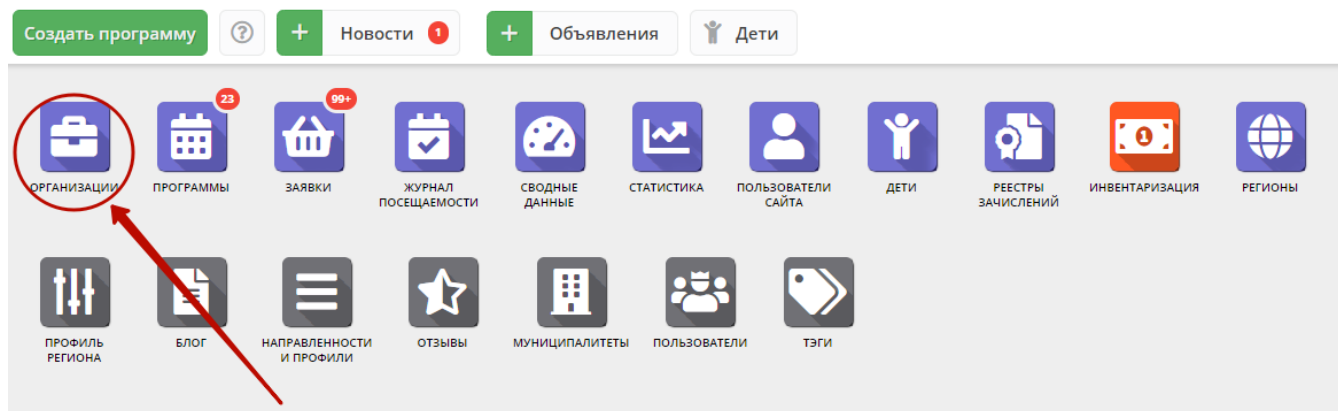 Создать программу ? + Новости 1 + Объявления Дети
23 99+
1
ОРГАНИЗАЦИИ ПРОГРАММЫ ЗАЯВКИ ЖУРНАЛ ПОСЕЩАЕМОСТИ СВОДНЫЕ ДАННЫЕ СТАТИСТИКА ПОЛЬЗОВАТЕЛИ САЙТА ДЕТИ РЕЕСТРЫ ЗАЧИСЛЕНИЙ ИНВЕНТАРИЗАЦИЯ РЕГИОНЫ
ПРОФИЛЬ РЕГИОНА БЛОГ НАПРАВЛЕННОСТИ И ПРОФИЛИ ОТЗЫВЫ МУНИЦИПАЛИТЕТЫ ПОЛЬЗОВАТЕЛИ ТЭГИ